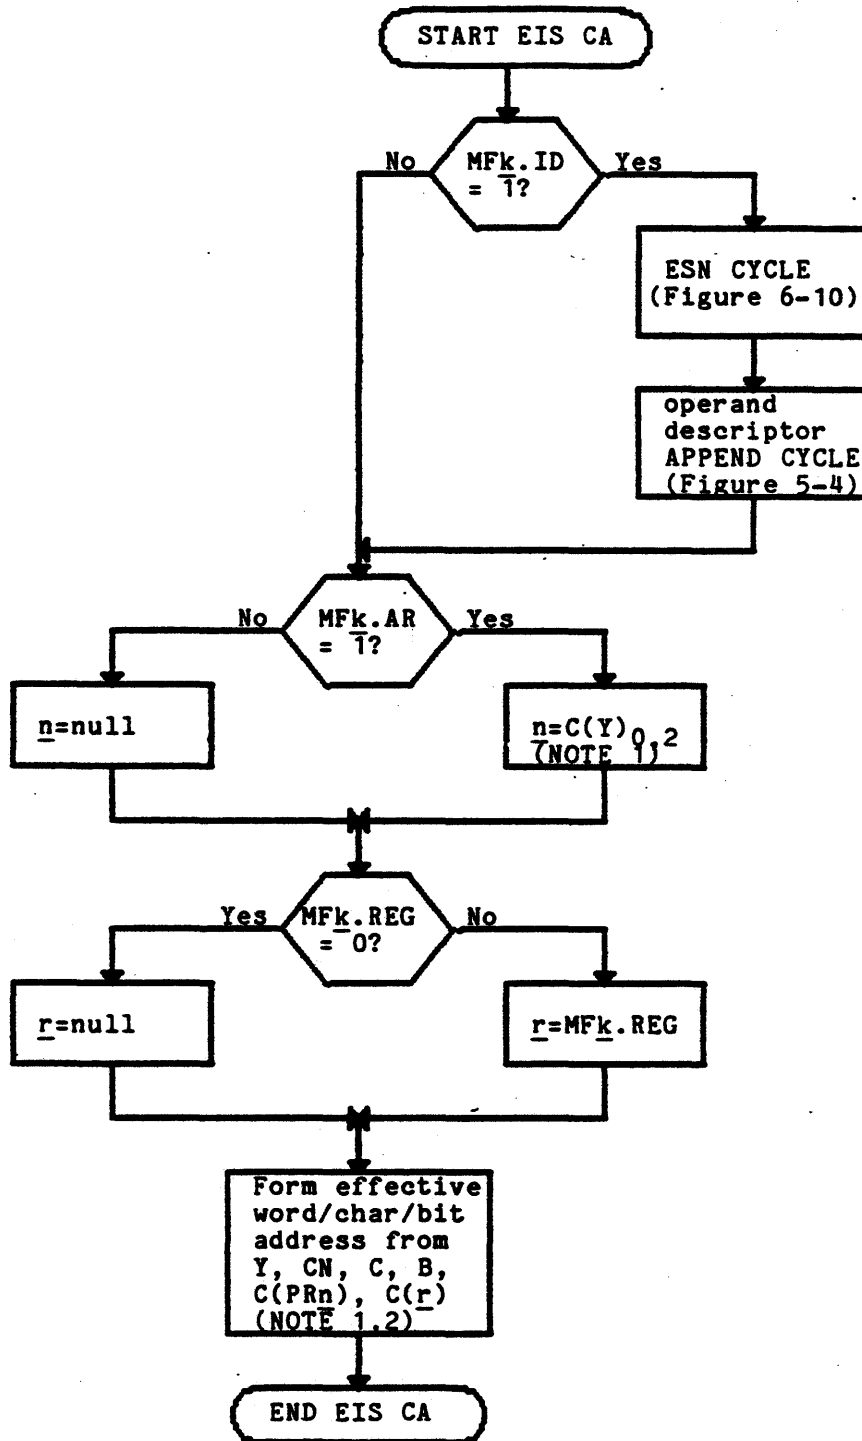 START EIS CA
No
MFk.ID
= 1?
Yes
ESN CYCLE
(Figure 6-10)
operand
descriptor
APPEND CYCLE
(Figure 5-4)
No
MFk.AR
= 1?
Yes
n=null
n=C(Y)0,2
(NOTE 1)
Yes
MFk.REG
= 0?
No
r=null
r=MFk.REG
Form effective
word/char/bit
address from
Y, CN, C, B,
C(PRn), C(r)
(NOTE 1,2)
END EIS CA